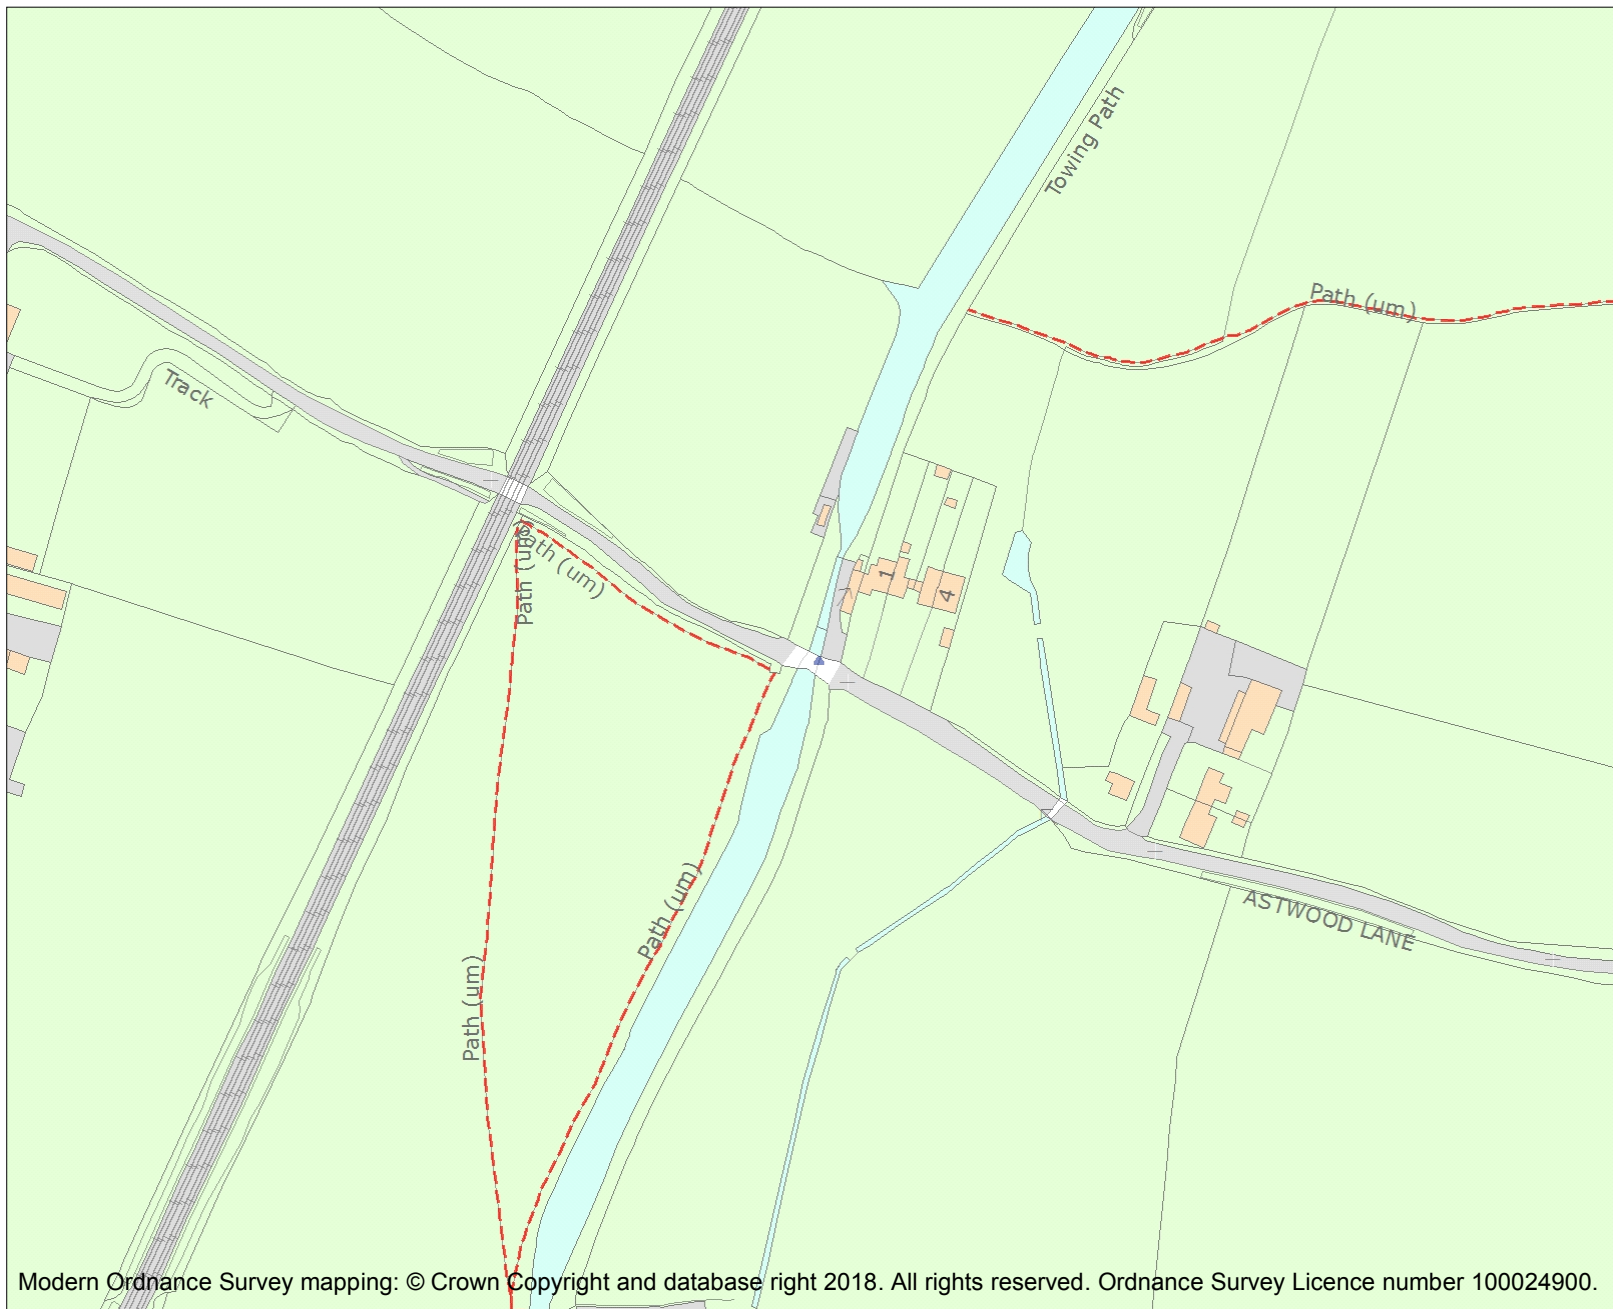 Towing Path
Path (um)
Track
Path (um)
Path (um)
1
4
Path (um)
ASTWOOD LANE
Path (um)
Modern Ordnance Survey mapping: © Crown Copyright and database right 2018. All rights reserved. Ordnance Survey Licence number 100024900.